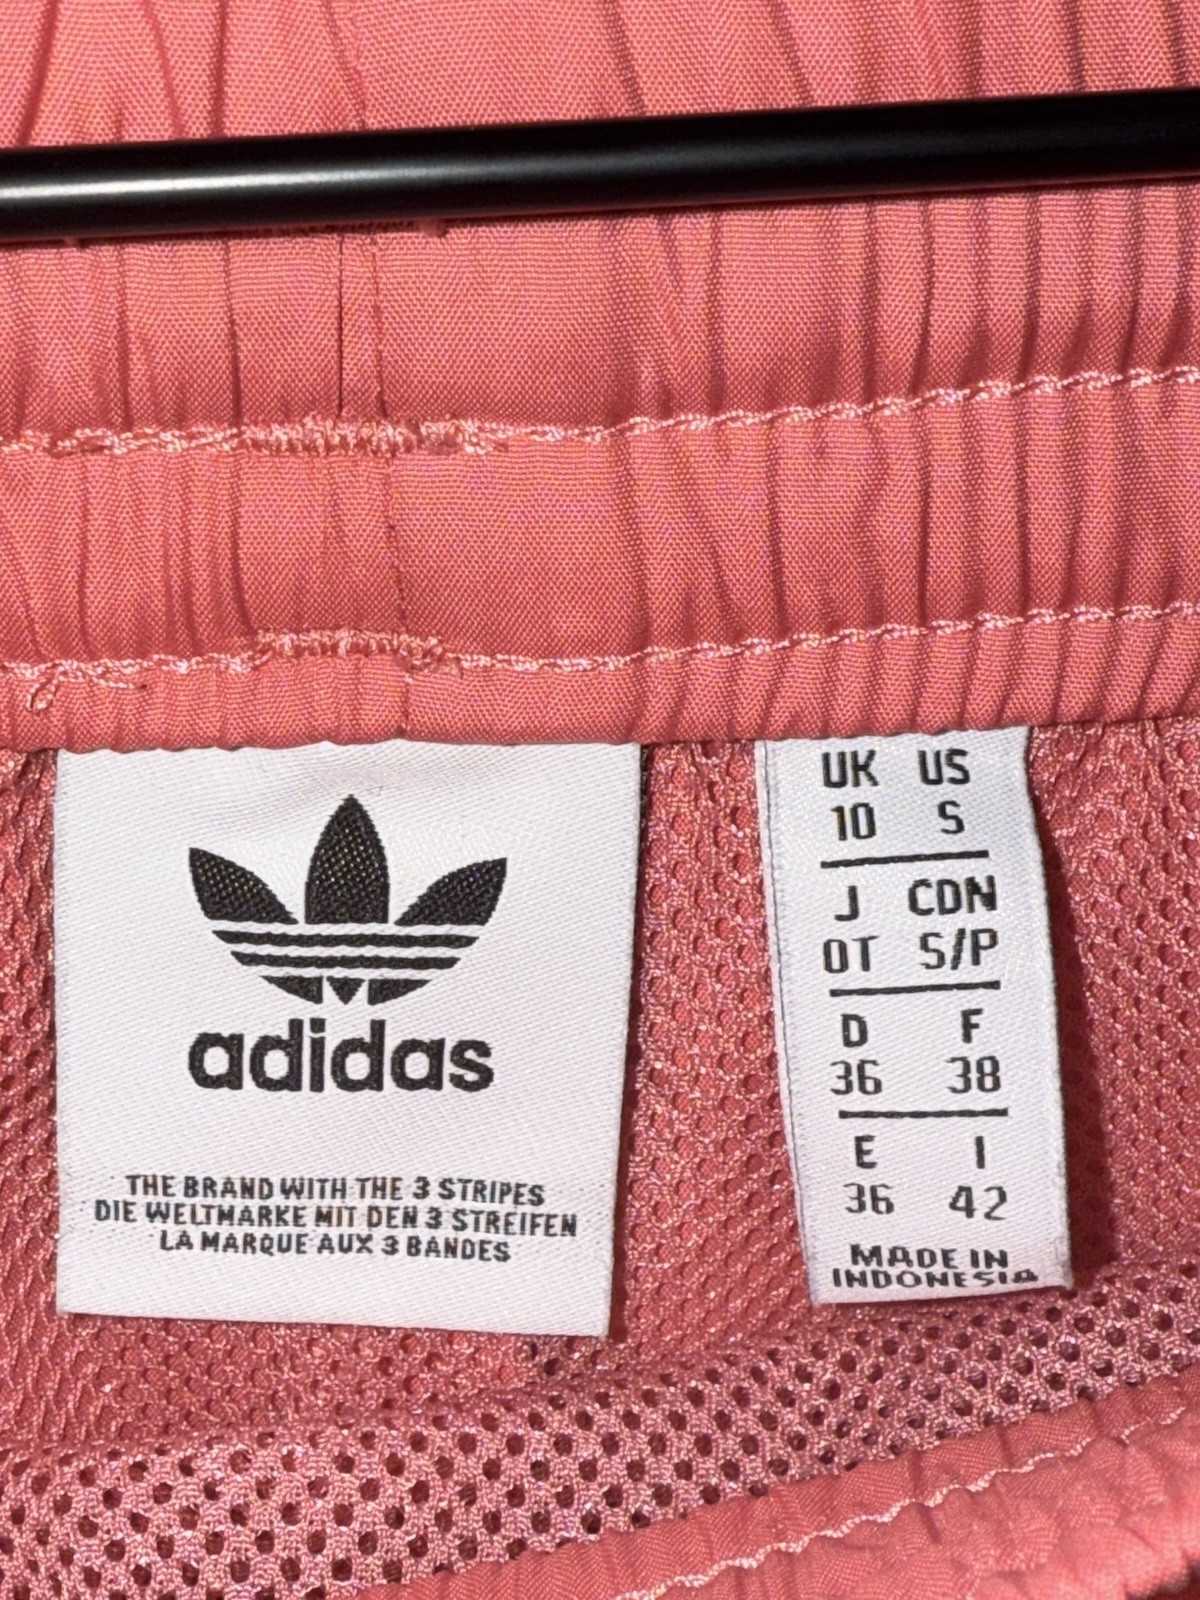 adidas
THE BRAND WITH THE 3 STRIPES
DIE WELTMARKE MIT DEN 3 STREIFEN
LA MARQUE AUX 3 BANDES
UK US
10 S
J CDN
OT S/P
D F
36 38
E I
36 42
MADE IN
INDONESIA